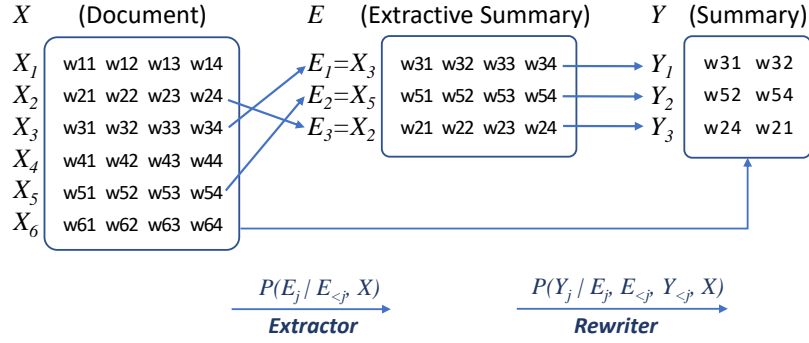 X (Document) E (Extractive Summary) Y (Summary)
X1 w11 w12 w13 w14 E1=X3 w31 w32 w33 w34 Y1 w31 w32
X2 w21 w22 w23 w24 E2=X5 w51 w52 w53 w54 Y2 w52 w54
X3 w31 w32 w33 w34 E3=X2 w21 w22 w23 w24 Y3 w24 w21
X4 w41 w42 w43 w44
X5 w51 w52 w53 w54
X6 w61 w62 w63 w64
P(Ej | E<j, X) P(Yj | Ej, E<j, Y<j, X)
Extractor Rewriter